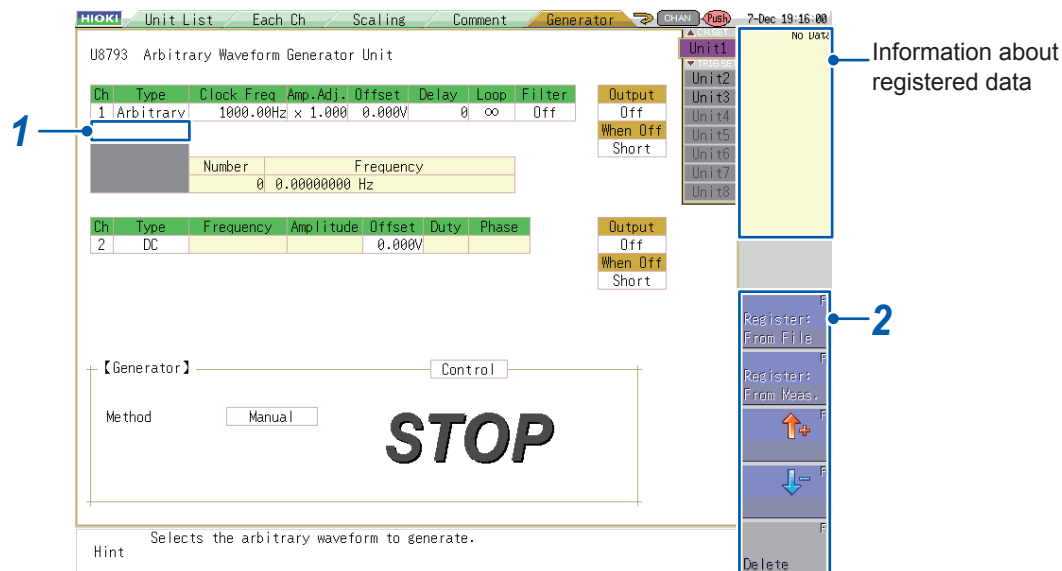 HIOKI Unit List Each Ch Scaling Comment Generator CHAN Push 7-Dec 19:16:00
▲ CH.SET No Data
U8793 Arbitrary Waveform Generator Unit
Unit1
▼ TRIG.SET
Unit2
Unit3
Unit4
Unit5
Unit6
Unit7
Unit8
Information about
registered data
Ch Type Clock Freq Amp.Adj. Offset Delay Loop Filter Output
1 Arbitrary 1000.00Hz x 1.000 0.000V 0 ∞ Off Off
1
When Off
Short
Number Frequency
0 0.00000000 Hz
Ch Type Frequency Amplitude Offset Duty Phase Output
2 DC 0.000V Off
When Off
Short
F
Register:
From File
2
F
Register:
From Meas.
F
+
F
-
F
Delete
【Generator】 Control
Method Manual
STOP
Hint Selects the arbitrary waveform to generate.